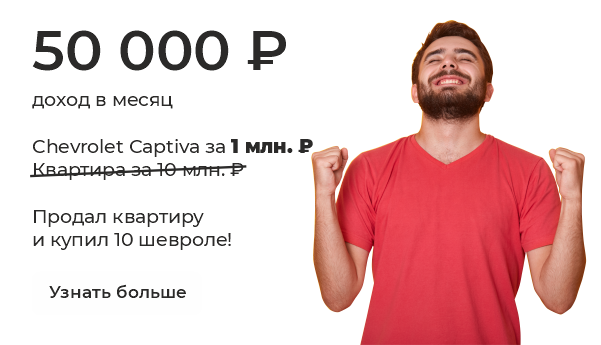 50 000 ₽
доход в месяц
Chevrolet Captiva за 1 млн. ₽
Квартира за 10 млн. ₽
Продал квартиру
и купил 10 шевроле!
Узнать больше